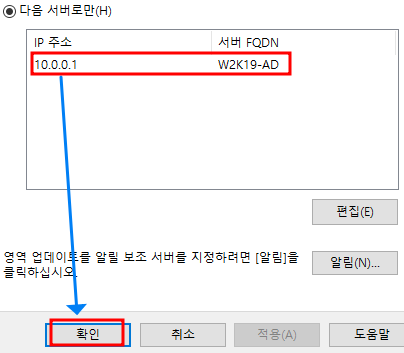 다음 서버로만(H)
IP 주소 서버 FQDN
10.0.0.1 W2K19-AD
편집(E)
영역 업데이트를 알릴 보조 서버를 지정하려면 [알림]을
클릭하십시오.
알림(N)...
확인 취소 적용(A) 도움말